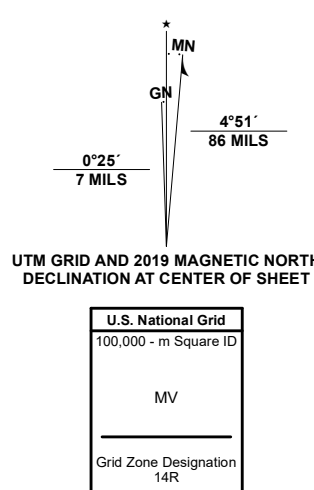 ★
MN
GN
4°51´
86 MILS
0°25´
7 MILS
UTM GRID AND 2019 MAGNETIC NORTH
DECLINATION AT CENTER OF SHEET
U.S. National Grid
100,000 - m Square ID
MV
Grid Zone Designation
14R